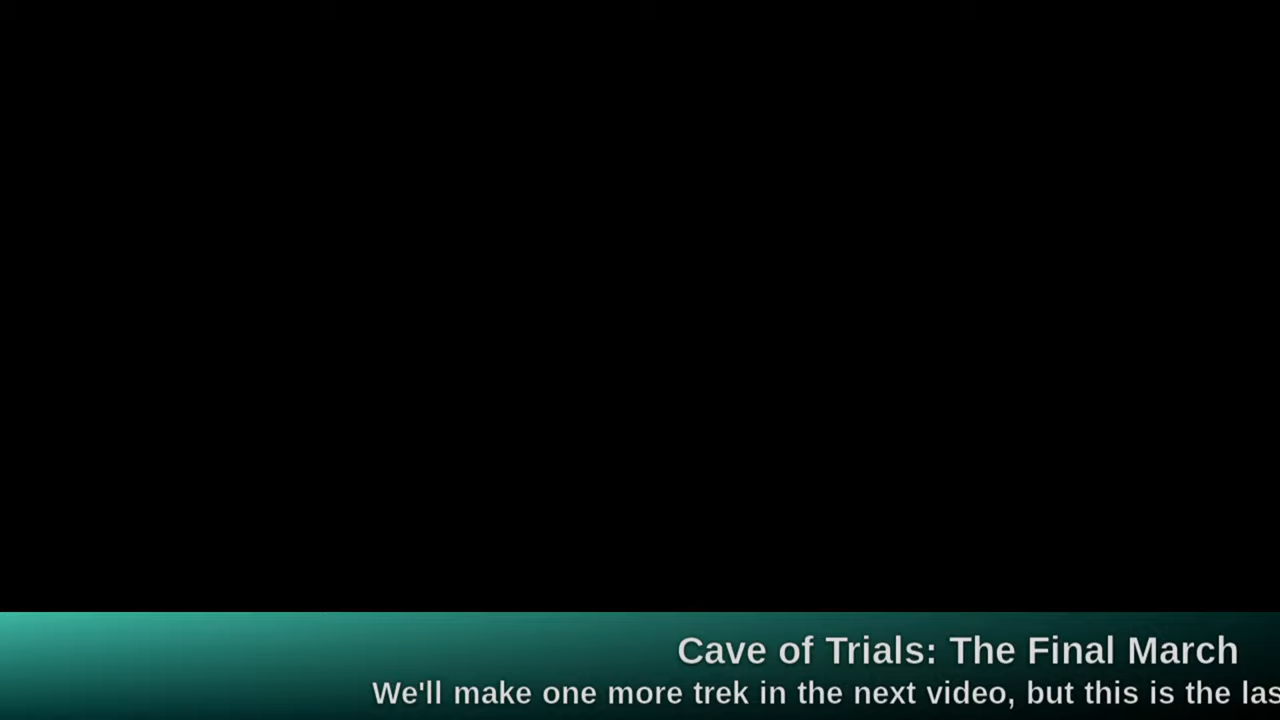 Cave of Trials: The Final March
We'll make one more trek in the next video, but this is the las